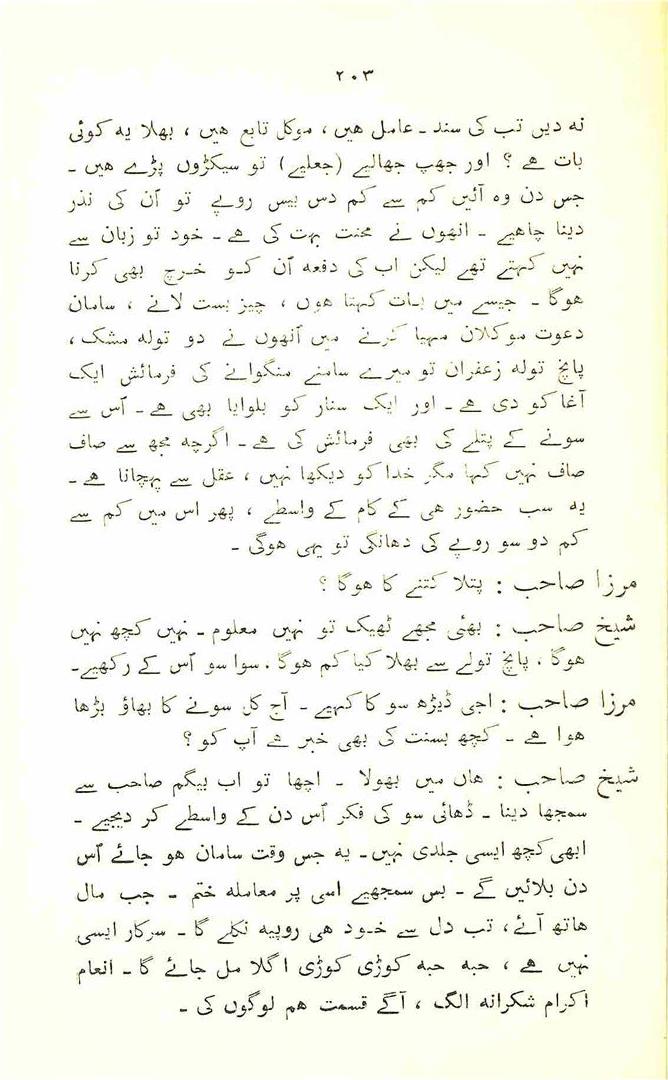 ۲۰۳
نہ دیں تب کی سند ۔ عامل ہیں ، موکل تابع ہیں ، بھلا یہ کوئی
بات ہے ؟ اور جھپ جھالیے (جعلیے) تو سیکڑوں پڑے ہیں ۔
جس دن وہ آئیں کم سے کم دس بیس روپے تو اُن کی نذر
دینا چاہیے ۔ انھوں نے محنت بہت کی ہے ۔ خود تو زبان سے
نہیں کہتے تھے لیکن اب کی دفعہ اُن کو خرچ بھی کرنا
ہوگا ۔ جیسے میں بات کہتا ہوں ، چیز بست لانے ، سامان
دعوت موکلان مہیا کرنے میں اُنھوں نے دو تولہ مشک ،
پانچ تولہ زعفران تو میرے سامنے منگوانے کی فرمائش ایک
آغا کو دی ہے ۔ اور ایک سنار کو بلوایا بھی ہے ۔ اُس سے
سونے کے پتلے کی بھی فرمائش کی ہے ۔ اگرچہ مجھ سے صاف
صاف نہیں کہا مگر خدا کو دیکھا نہیں ، عقل سے پہچانا ہے ۔
یہ سب حضور ہی کے کام کے واسطے ، پھر اس میں کم سے
کم دو سو روپے کی دھانگی تو یہی ہوگی ۔
مرزا صاحب : پتلا کتنے کا ہوگا ؟
شیخ صاحب : بھئی مجھے ٹھیک تو نہیں معلوم ۔ نہیں کچھ نہیں
ہوگا ، پانچ تولے سے بھلا کیا کم ہوگا ۔ سوا سو اُس کے رکھیے ۔
مرزا صاحب : اجی ڈیڑھ سو کا کہیے ۔ آج کل سونے کا بھاؤ بڑھا
ہوا ہے ۔ کچھ بسنت کی بھی خبر ہے آپ کو ؟
شیخ صاحب : ہاں میں بھولا ۔ اچھا تو اب بیگم صاحب سے
سمجھا دینا ۔ ڈھائی سو کی فکر اُس دن کے واسطے کر دیجیے ۔
ابھی کچھ ایسی جلدی نہیں ۔ یہ جس وقت سامان ہو جائے اُس
دن بلائیں گے ۔ بس سمجھیے اسی پر معاملہ ختم ۔ جب مال
ہاتھ آئے ، تب دل سے خود ہی روپیہ نکلے گا ۔ سرکار ایسی
نہیں ہے ، حبہ حبہ کوڑی کوڑی اگلا مل جائے گا ۔ انعام
اکرام شکرانہ الگ ، آگے قسمت ہم لوگوں کی ۔